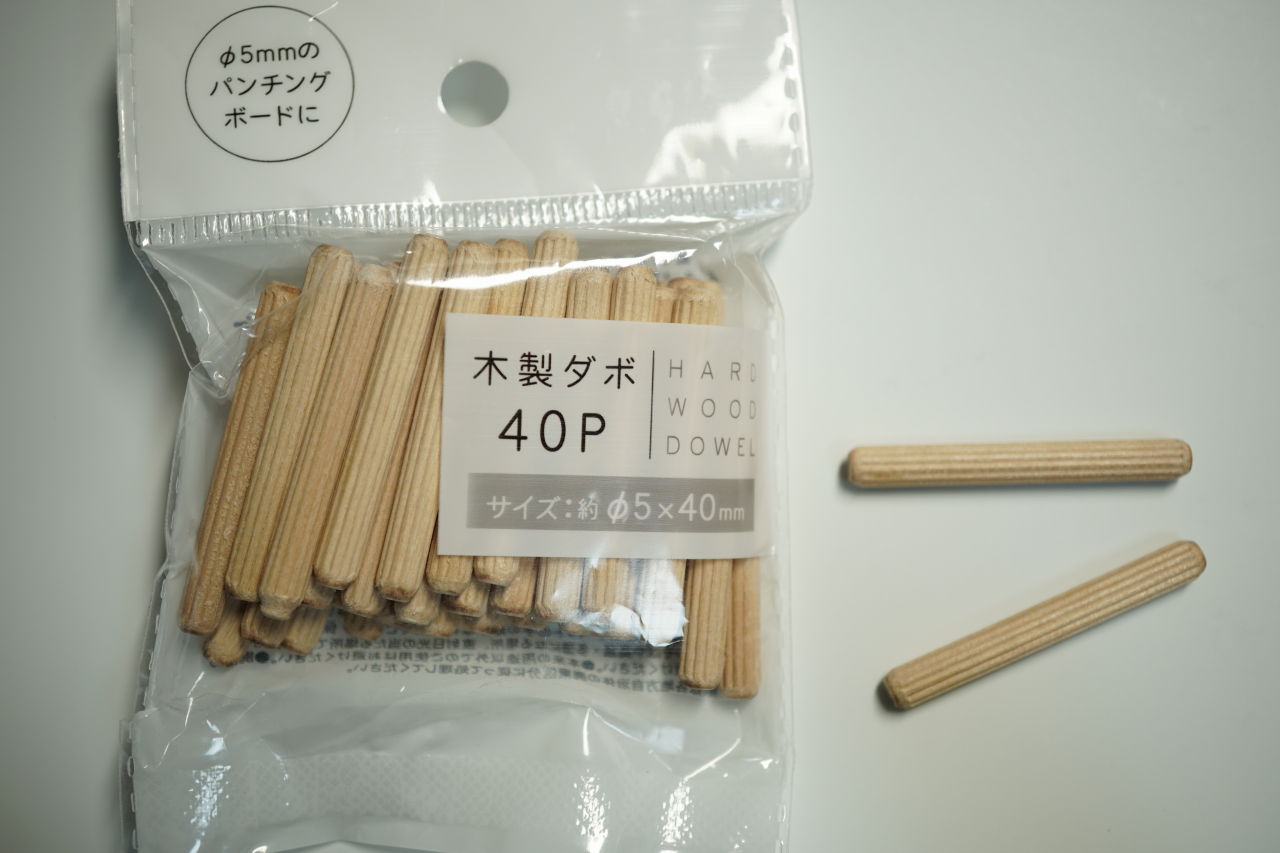 φ5mmの
パンチング
ボードに
木製ダボ
40P
HARD
WOOD
DOWEL
サイズ:約φ5×40mm